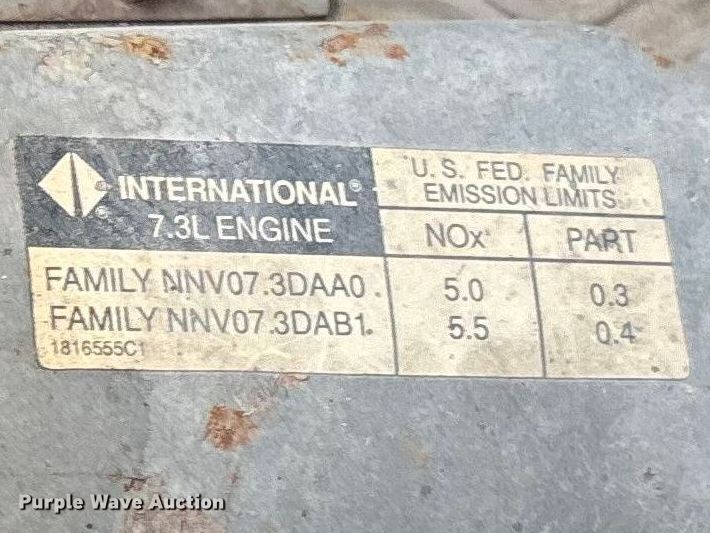 INTERNATIONAL®
7.3L ENGINE
U. S. FED. FAMILY
EMISSION LIMITS
NOx PART
FAMILY NNV07.3DAA0 5.0 0.3
FAMILY NNV07.3DAB1 5.5 0.4
1816555C1
Purple Wave Auction